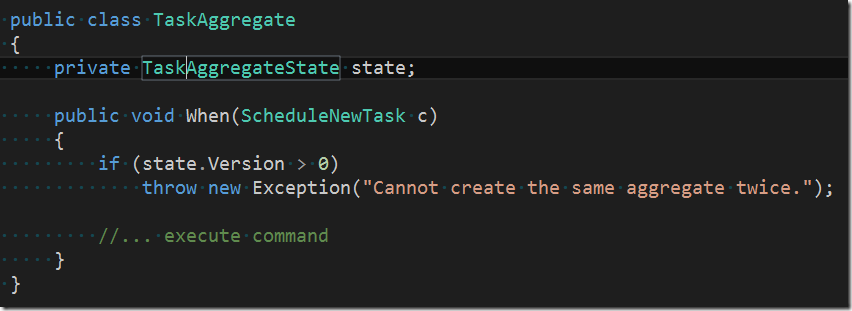 public class TaskAggregate
{
private TaskAggregateState state;
public void When(ScheduleNewTask c)
{
if (state.Version > 0)
throw new Exception("Cannot create the same aggregate twice.");
//... execute command
}
}